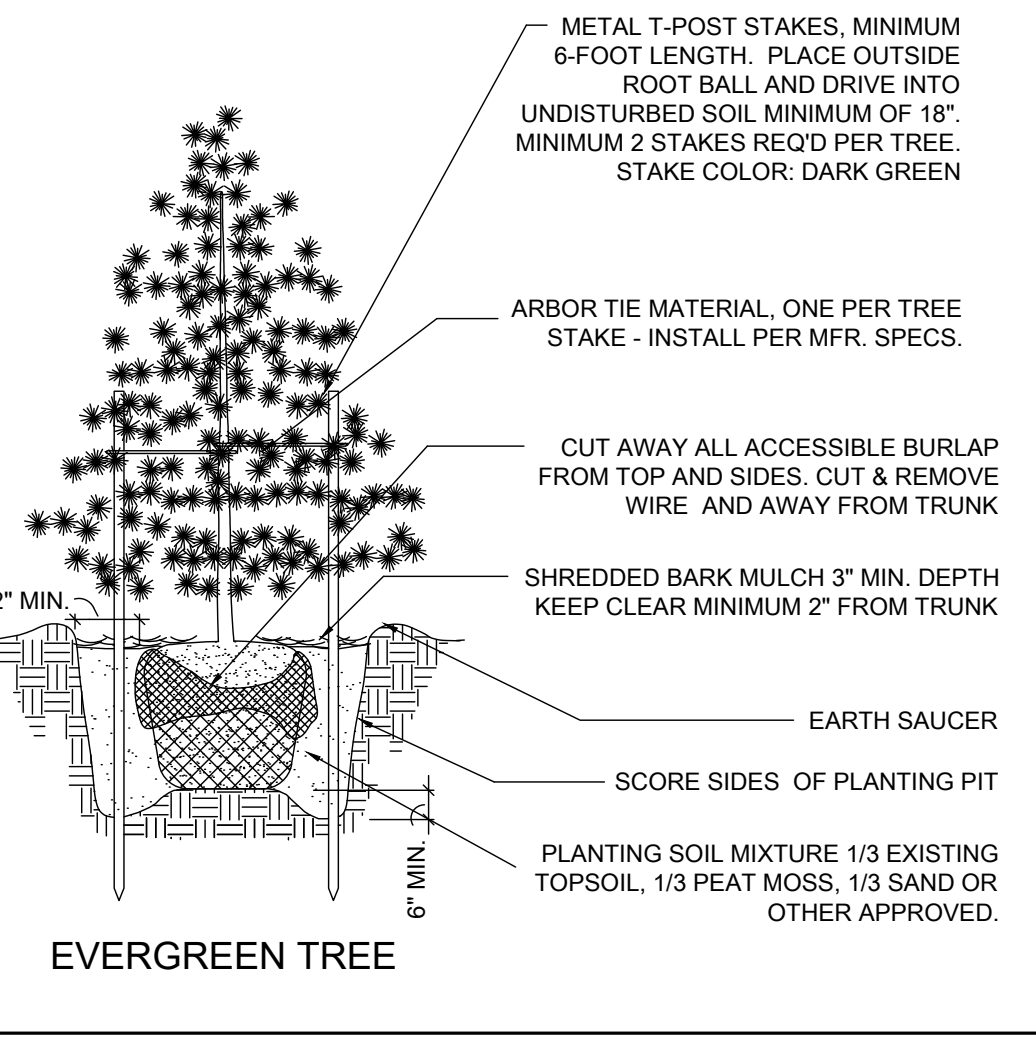 METAL T-POST STAKES, MINIMUM
6-FOOT LENGTH. PLACE OUTSIDE
ROOT BALL AND DRIVE INTO
UNDISTURBED SOIL MINIMUM OF 18".
MINIMUM 2 STAKES REQ'D PER TREE.
STAKE COLOR: DARK GREEN
ARBOR TIE MATERIAL, ONE PER TREE
STAKE - INSTALL PER MFR. SPECS.
CUT AWAY ALL ACCESSIBLE BURLAP
FROM TOP AND SIDES. CUT & REMOVE
WIRE AND AWAY FROM TRUNK
SHREDDED BARK MULCH 3" MIN. DEPTH
KEEP CLEAR MINIMUM 2" FROM TRUNK
MIN.
EARTH SAUCER
SCORE SIDES OF PLANTING PIT
PLANTING SOIL MIXTURE 1/3 EXISTING
TOPSOIL, 1/3 PEAT MOSS, 1/3 SAND OR
OTHER APPROVED.
6" MIN.
EVERGREEN TREE